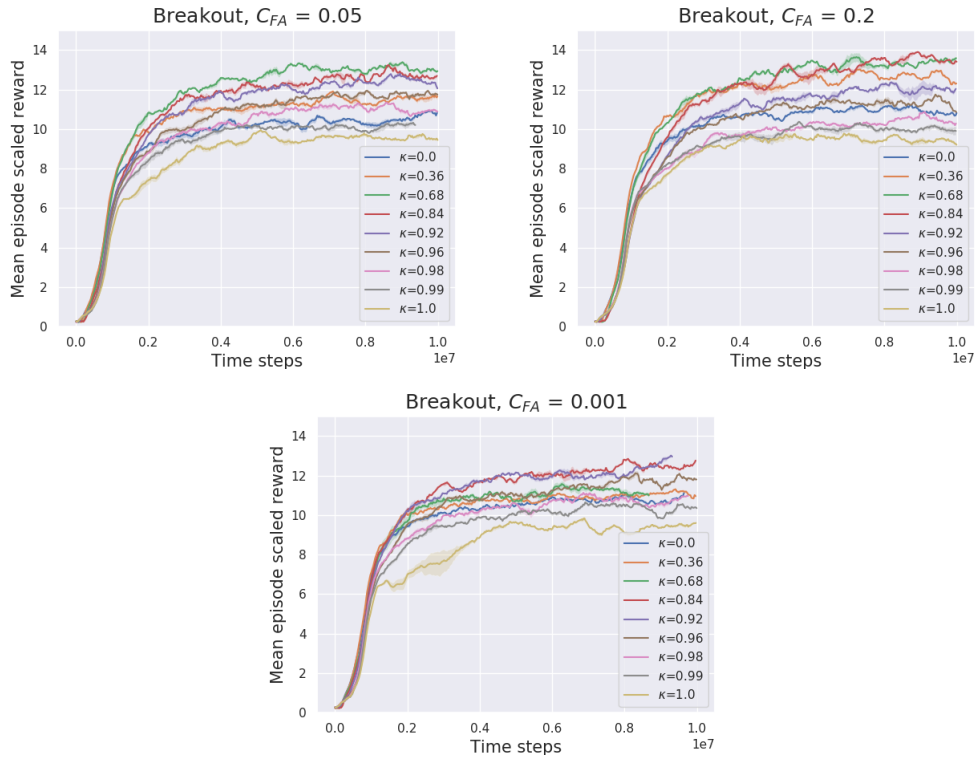 Breakout, C_FA = 0.05
Mean episode scaled reward
14
12
10
8
6
4
2
0
κ=0.0
κ=0.36
κ=0.68
κ=0.84
κ=0.92
κ=0.96
κ=0.98
κ=0.99
κ=1.0
0.0 0.2 0.4 0.6 0.8 1.0
1e7
Time steps
Breakout, C_FA = 0.2
Mean episode scaled reward
14
12
10
8
6
4
2
0
κ=0.0
κ=0.36
κ=0.68
κ=0.84
κ=0.92
κ=0.96
κ=0.98
κ=0.99
κ=1.0
0.0 0.2 0.4 0.6 0.8 1.0
1e7
Time steps
Breakout, C_FA = 0.001
Mean episode scaled reward
14
12
10
8
6
4
2
0
κ=0.0
κ=0.36
κ=0.68
κ=0.84
κ=0.92
κ=0.96
κ=0.98
κ=0.99
κ=1.0
0.0 0.2 0.4 0.6 0.8 1.0
1e7
Time steps